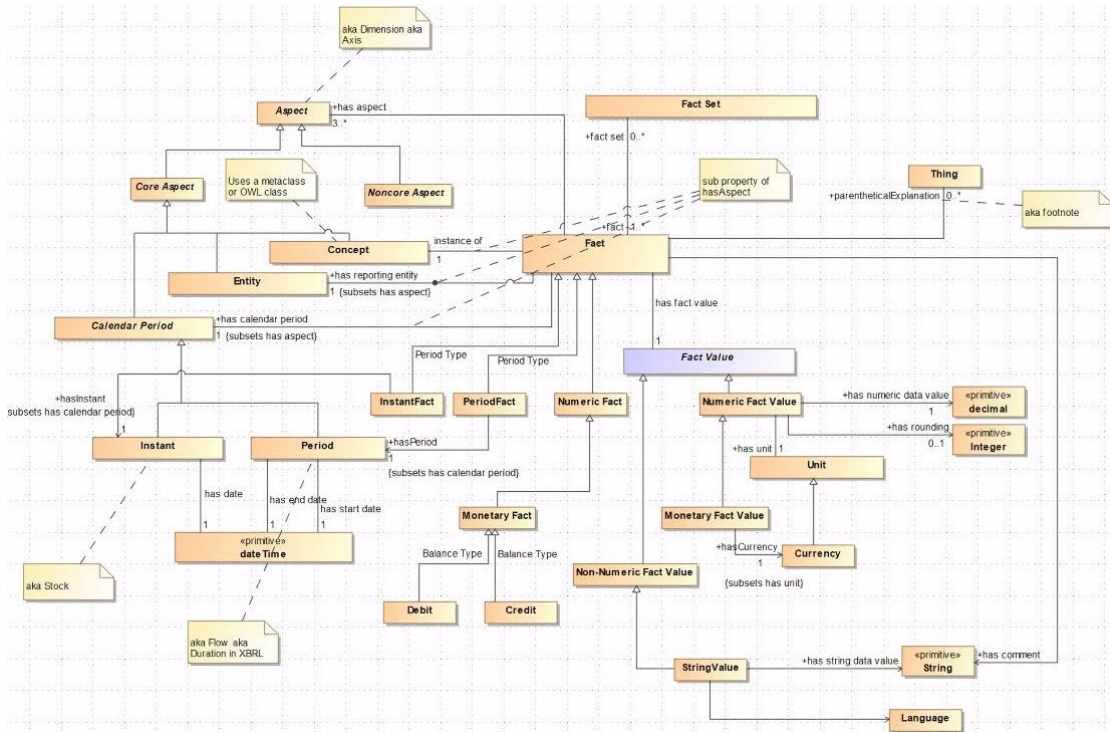 aka Dimension aka
Axis
Aspect
+has aspect
3..*
Fact Set
+fact set 0..*
Core Aspect
Uses a metaclass
or OWL class
Noncore Aspect
sub property of
hasAspect
Thing
+parentheticalExplanation 0..*
aka footnote
+fact 1..*
Concept
instance of
1
Fact
Entity
+has reporting entity
1 {subsets has aspect}
has fact value
1
Calendar Period
+has calendar period
1 {subsets has aspect}
Period Type
Period Type
Fact Value
+hasInstant
(subsets has calendar period)
1
InstantFact
PeriodFact
Numeric Fact
Numeric Fact Value
+has numeric data value
1
«primitive»
decimal
+has rounding
0..1
«primitive»
Integer
Instant
Period
+hasPeriod
1
{subsets has calendar period}
+has unit
1
Unit
has date
1
has end date
1
has start date
1
«primitive»
dateTime
Monetary Fact
Monetary Fact Value
+hasCurrency
1
{subsets has unit}
Currency
Balance Type
Balance Type
Non-Numeric Fact Value
aka Stock
Debit
Credit
aka Flow aka
Duration in XBRL
StringValue
+has string data value
«primitive»
String
+has comment
Language